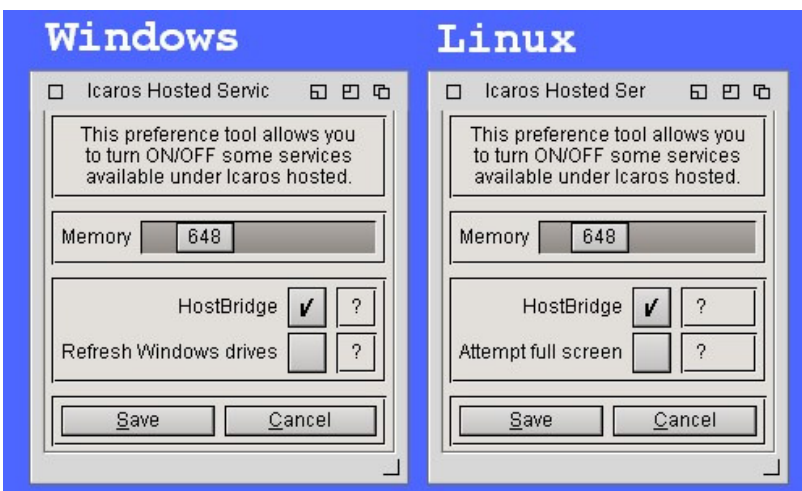 Windows
Icaros Hosted Servic
This preference tool allows you
to turn ON/OFF some services
available under Icaros hosted.
Memory 648
HostBridge ?
Refresh Windows drives ?
Save Cancel
Linux
Icaros Hosted Ser
This preference tool allows you
to turn ON/OFF some services
available under Icaros hosted.
Memory 648
HostBridge ?
Attempt full screen ?
Save Cancel